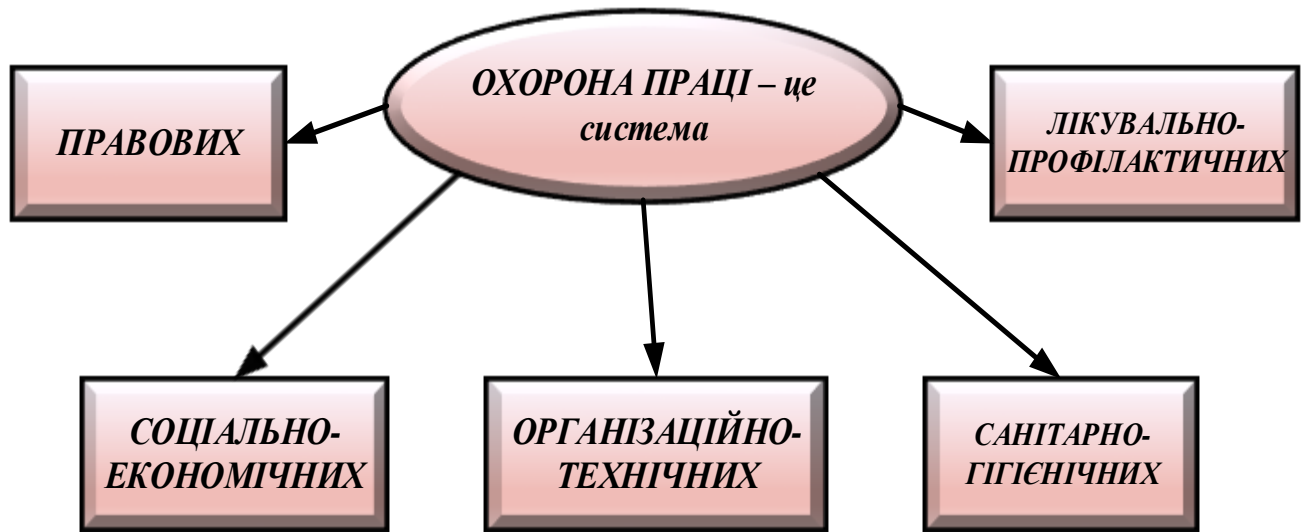 ОХОРОНА ПРАЦІ – це
система
ПРАВОВИХ
ЛІКУВАЛЬНО-
ПРОФІЛАКТИЧНИХ
СОЦІАЛЬНО-
ЕКОНОМІЧНИХ
ОРГАНІЗАЦІЙНО-
ТЕХНІЧНИХ
САНІТАРНО-
ГІГІЄНІЧНИХ